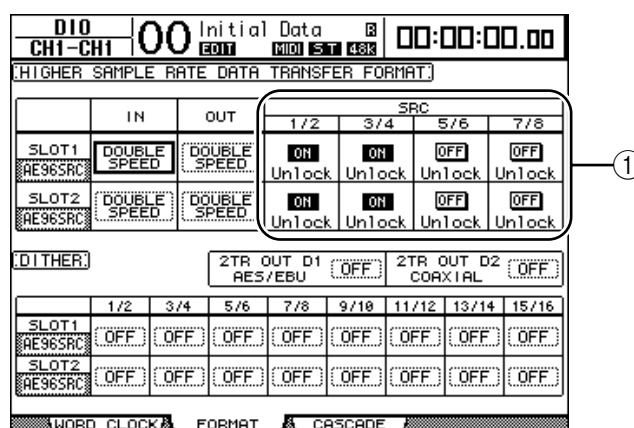 DIO
CH1-CH1
00 Initial Data
EDIT MIDI ST 48K
00:00:00.00
HIGHER SAMPLE RATE DATA TRANSFER FORMAT
IN OUT SRC
1/2 3/4 5/6 7/8
SLOT1 AE96SRC DOUBLE SPEED DOUBLE SPEED ON Unlock ON Unlock OFF Unlock OFF Unlock
SLOT2 AE96SRC DOUBLE SPEED DOUBLE SPEED ON Unlock ON Unlock OFF Unlock OFF Unlock
1
DITHER 2TR OUT D1 AES/EBU OFF 2TR OUT D2 COAXIAL OFF
1/2 3/4 5/6 7/8 9/10 11/12 13/14 15/16
SLOT1 AE96SRC OFF OFF OFF OFF OFF OFF OFF OFF
SLOT2 AE96SRC OFF OFF OFF OFF OFF OFF OFF OFF
WORD CLOCK FORMAT CASCADE